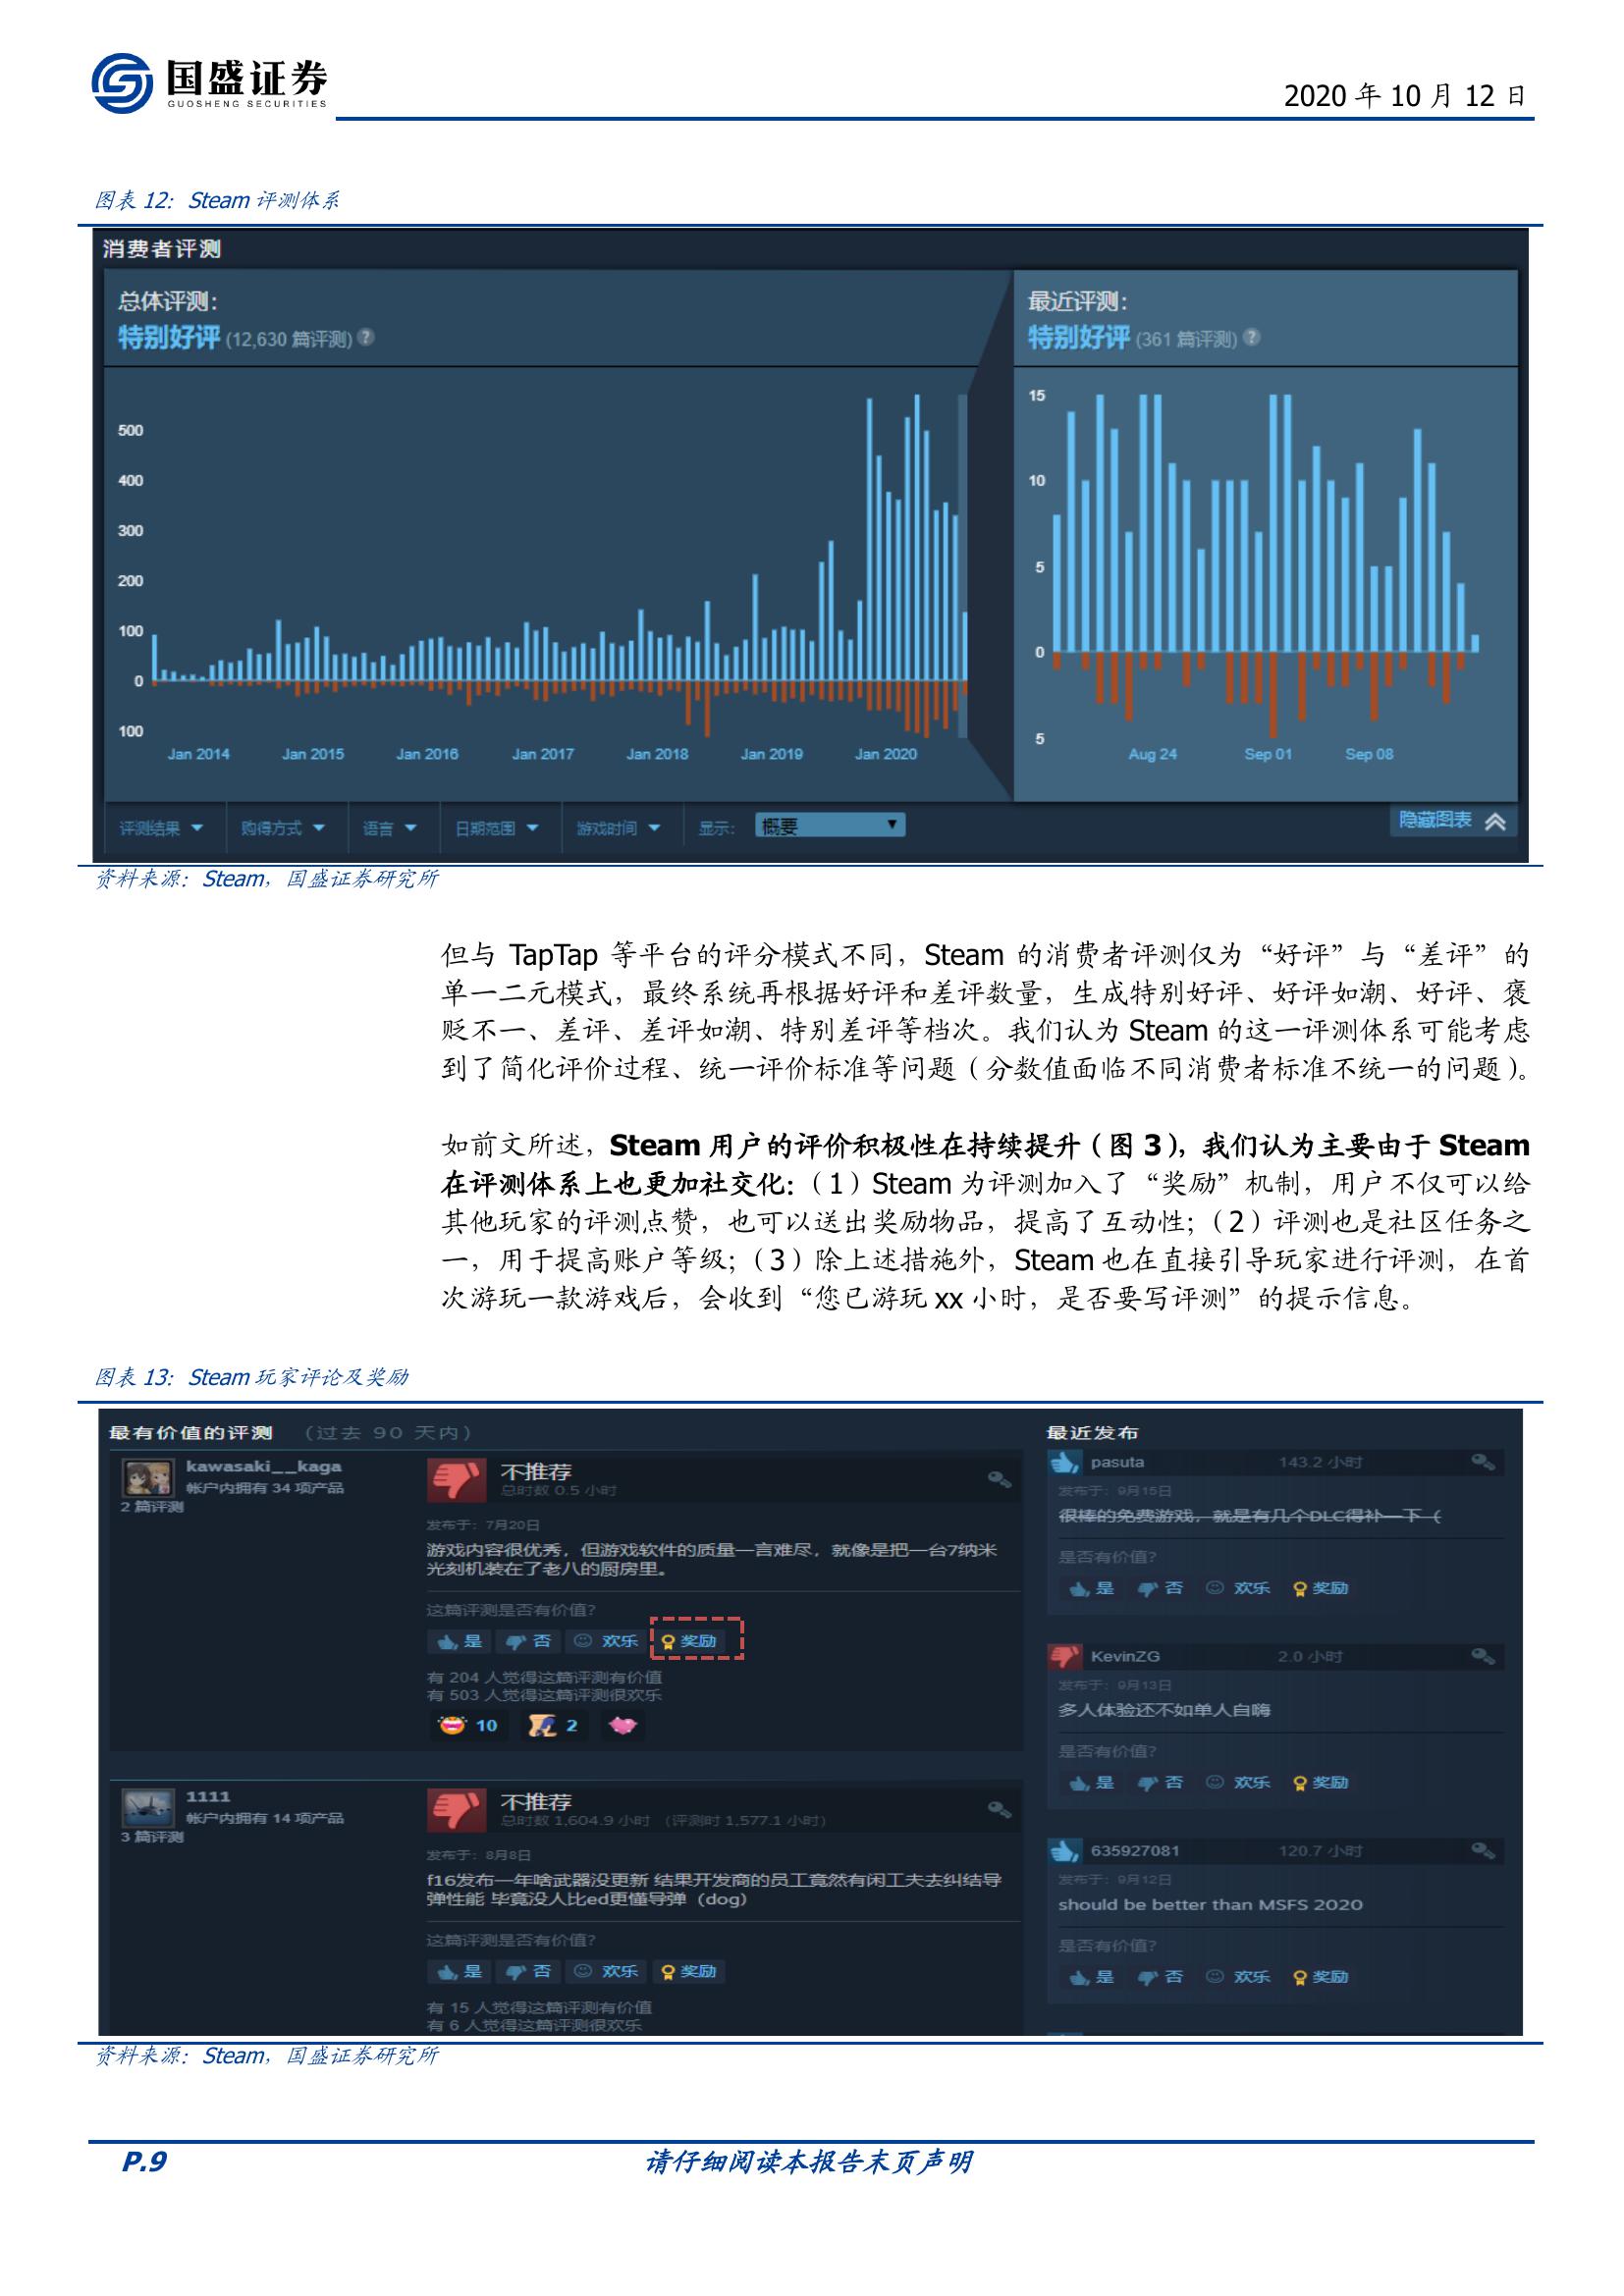 国盛证券
GUOSHENG SECURITIES
2020 年 10 月 12 日
图表 12：Steam 评测体系
消费者评测
总体评测：
特别好评 (12,630 篇评测) ?
500
400
300
200
100
0
100
Jan 2014 Jan 2015 Jan 2016 Jan 2017 Jan 2018 Jan 2019 Jan 2020
最近评测：
特别好评 (361 篇评测) ?
15
10
5
0
5
Aug 24 Sep 01 Sep 08
评测结果 购得方式 语言 日期范围 游戏时间 显示： 概要
隐藏图表
资料来源：Steam，国盛证券研究所
但与 TapTap 等平台的评分模式不同，Steam 的消费者评测仅为“好评”与“差评”的
单一二元模式，最终系统再根据好评和差评数量，生成特别好评、好评如潮、好评、褒
贬不一、差评、差评如潮、特别差评等档次。我们认为 Steam 的这一评测体系可能考虑
到了简化评价过程、统一评价标准等问题（分数值面临不同消费者标准不统一的问题）。
如前文所述，Steam 用户的评价积极性在持续提升（图 3），我们认为主要由于 Steam
在评测体系上也更加社交化：（1）Steam 为评测加入了“奖励”机制，用户不仅可以给
其他玩家的评测点赞，也可以送出奖励物品，提高了互动性；（2）评测也是社区任务之
一，用于提高账户等级；（3）除上述措施外，Steam 也在直接引导玩家进行评测，在首
次游玩一款游戏后，会收到“您已游玩 xx 小时，是否要写评测”的提示信息。
图表 13：Steam 玩家评论及奖励
最有价值的评测 （过去 90 天内）
kawasaki__kaga
帐户内拥有 34 项产品
2 篇评测
不推荐
总时数 0.5 小时
发布于：7月20日
游戏内容很优秀，但游戏软件的质量一言难尽，就像是把一台7纳米
光刻机装在了老八的厨房里。
这篇评测是否有价值？
是 否 欢乐 奖励
有 204 人觉得这篇评测有价值
有 503 人觉得这篇评测很欢乐
10 2
1111
帐户内拥有 14 项产品
3 篇评测
不推荐
总时数 1,604.9 小时 （评测时 1,577.1 小时）
发布于：8月8日
f16发布一年啥武器没更新 结果开发商的员工竟然有闲工夫去纠结导
弹性能 毕竟没人比ed更懂导弹（dog）
这篇评测是否有价值？
是 否 欢乐 奖励
有 15 人觉得这篇评测有价值
有 6 人觉得这篇评测很欢乐
最近发布
pasuta 143.2 小时
发布于：9月15日
很棒的免费游戏，就是有几个DLC得补一下（
是否有价值？
是 否 欢乐 奖励
KevinZG 2.0 小时
发布于：9月13日
多人体验还不如单人自嗨
是否有价值？
是 否 欢乐 奖励
635927081 120.7 小时
发布于：9月12日
should be better than MSFS 2020
是否有价值？
是 否 欢乐 奖励
资料来源：Steam，国盛证券研究所
P.9 请仔细阅读本报告末页声明